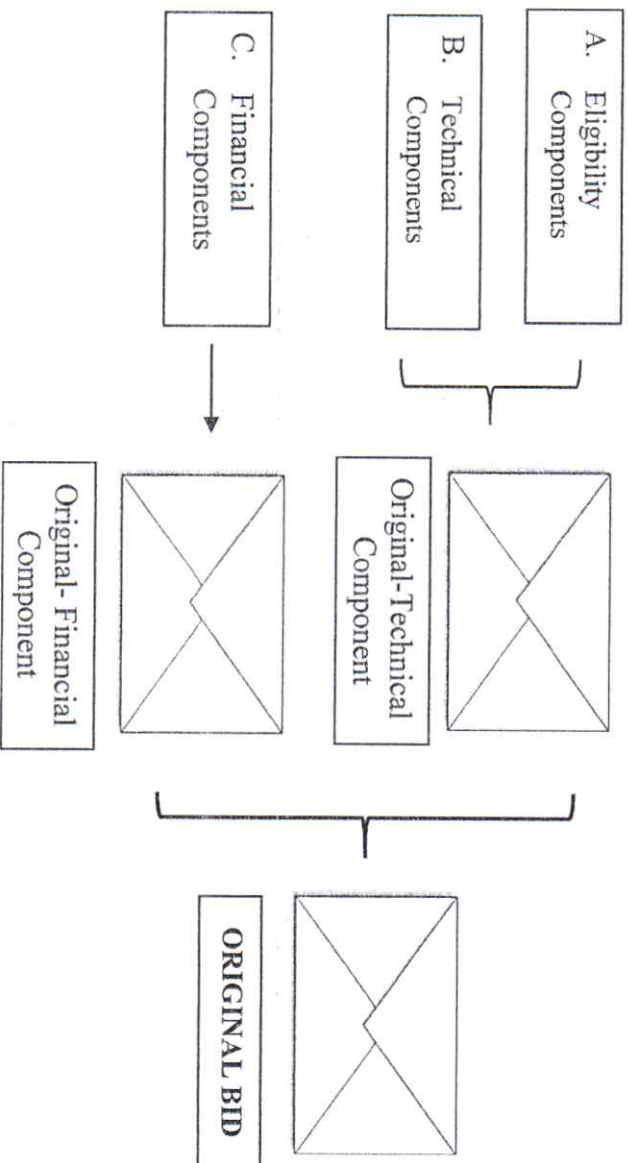 A. Eligibility
Components
B. Technical
Components
C. Financial
Components
Original-Technical
Component
Original- Financial
Component
ORIGINAL BID